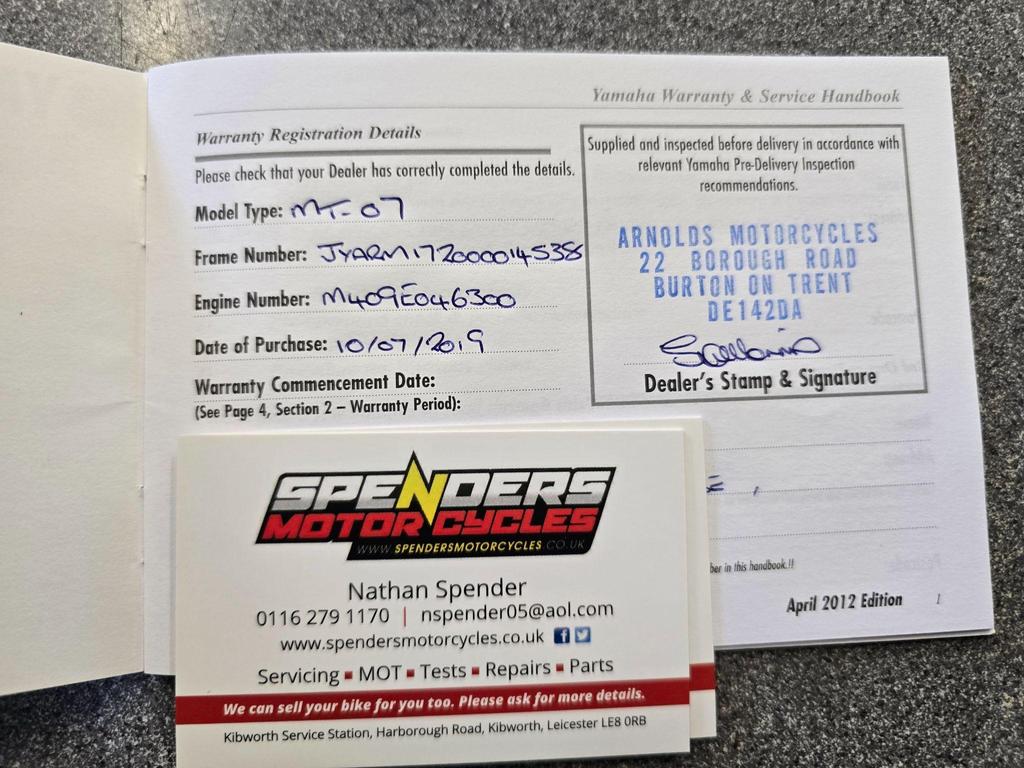 Yamaha Warranty & Service Handbook
Warranty Registration Details
Please check that your Dealer has correctly completed the details.
Model Type: MT-07
Frame Number: JYARM172000014538
Engine Number: M409E046300
Date of Purchase: 10/07/2019
Warranty Commencement Date:
(See Page 4, Section 2 – Warranty Period):
Supplied and inspected before delivery in accordance with
relevant Yamaha Pre-Delivery Inspection
recommendations.
ARNOLDS MOTORCYCLES
22 BOROUGH ROAD
BURTON ON TRENT
DE142DA
Dealer's Stamp & Signature
in this handbook.!!
April 2012 Edition 1
SPENDERS
MOTORCYCLES
WWW.SPENDERSMOTORCYCLES.CO.UK
Nathan Spender
0116 279 1170 | nspender05@aol.com
www.spendersmotorcycles.co.uk
Servicing ▪ MOT ▪ Tests ▪ Repairs ▪ Parts
We can sell your bike for you too. Please ask for more details.
Kibworth Service Station, Harborough Road, Kibworth, Leicester LE8 0RB